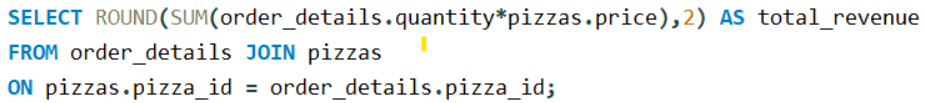 SELECT ROUND(SUM(order_details.quantity*pizzas.price),2) AS total_revenue
FROM order_details JOIN pizzas
ON pizzas.pizza_id = order_details.pizza_id;